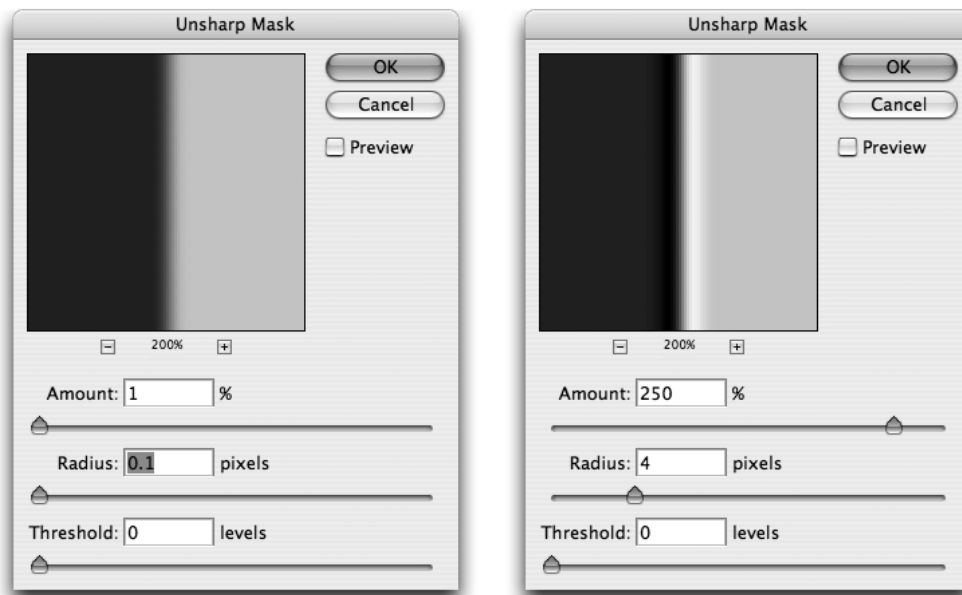 Unsharp Mask
OK
Cancel
Preview
200%
Amount: 1 %
Radius: 0.1 pixels
Threshold: 0 levels
Unsharp Mask
OK
Cancel
Preview
200%
Amount: 250 %
Radius: 4 pixels
Threshold: 0 levels